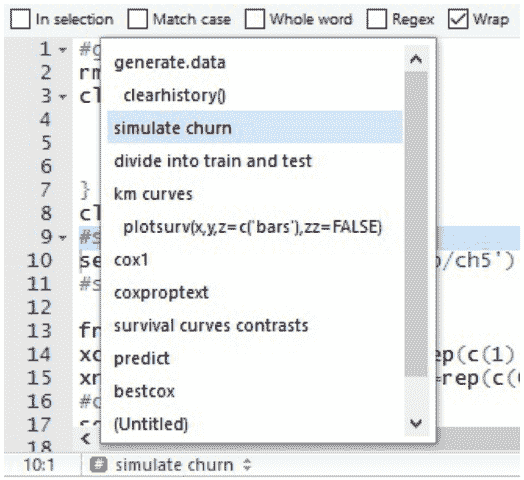 In selection Match case Whole word Regex Wrap
1 #
2 rm
3 cl
4
5
6
7 }
8 cl
9 #s
10 se /ch5')
11 #s
12
13
14 xc ep(c(1)
15 =rep(c(
16 #
17
18
generate.data
clearhistory()
simulate churn
divide into train and test
km curves
plotsurv(x,y,z=c('bars'),zz=FALSE)
cox1
coxproptext
survival curves contrasts
predict
bestcox
(Untitled)
10:1 # simulate churn